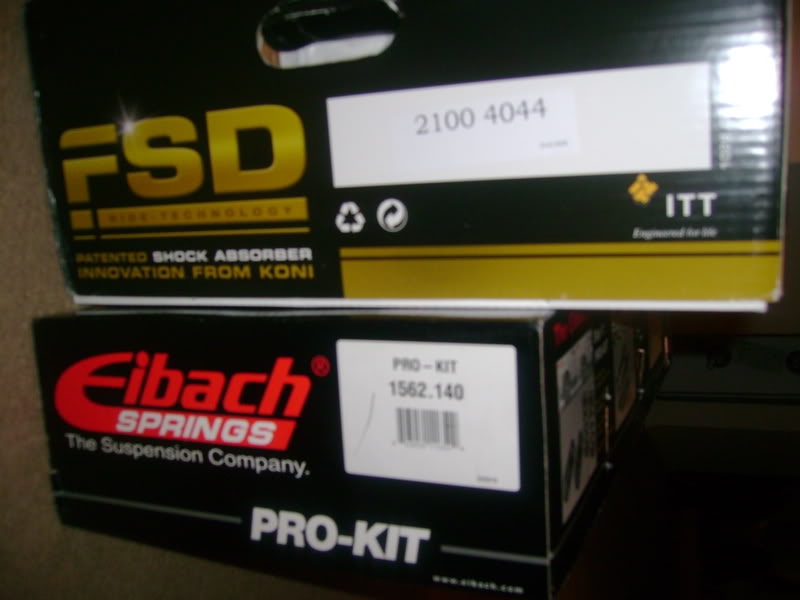 FSD
RIDE-TECHNOLOGY
PATENTED SHOCK ABSORBER
INNOVATION FROM KONI
2100 4044
ITT
Engineered for life
Eibach®
SPRINGS
The Suspension Company.
PRO-KIT
1562.140
PRO-KIT
www.eibach.com